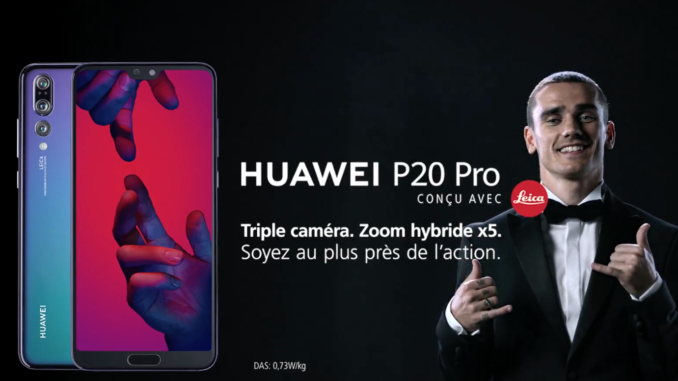 HUAWEI P20 Pro
CONÇU AVEC
Leica
Triple caméra. Zoom hybride x5.
Soyez au plus près de l'action.
DAS: 0,73W/kg
LEICA
HUAWEI